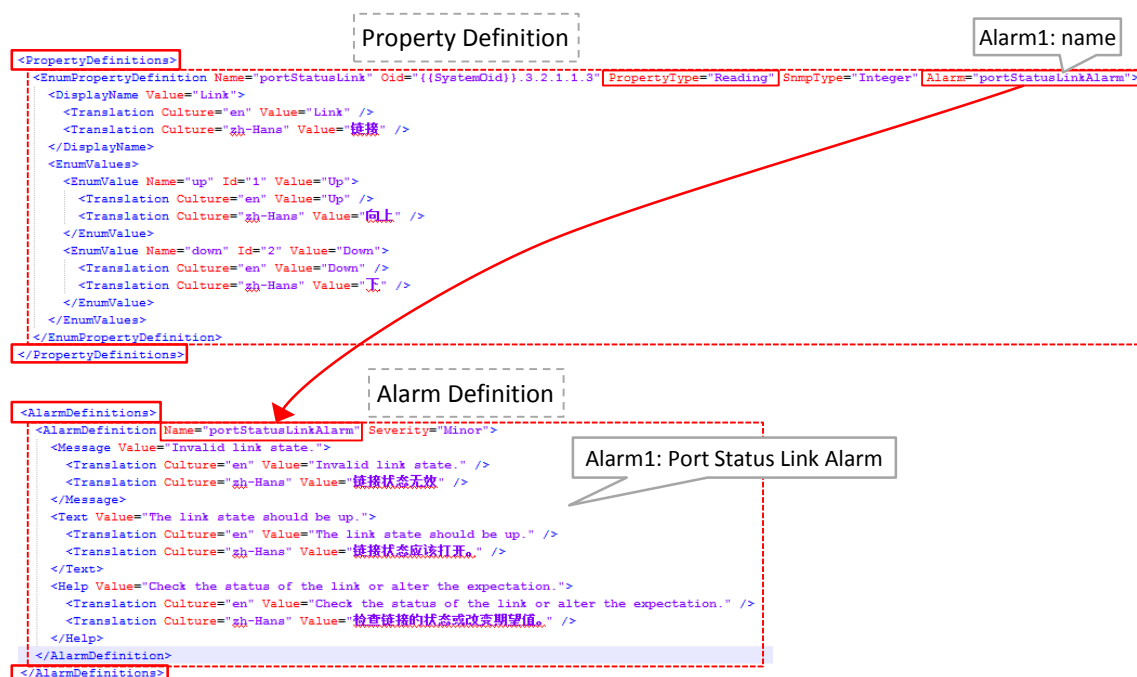 Property Definition
Alarm1: name
<PropertyDefinitions>
<EnumPropertyDefinition Name="portStatusLink" Oid="{{SystemOid}}.3.2.1.1.3" PropertyType="Reading" SnmpType="Integer" Alarm="portStatusLinkAlarm">
<DisplayName Value="Link">
<Translation Culture="en" Value="Link" />
<Translation Culture="zh-Hans" Value="链接" />
</DisplayName>
<EnumValues>
<EnumValue Name="up" Id="1" Value="Up">
<Translation Culture="en" Value="Up" />
<Translation Culture="zh-Hans" Value="向上" />
</EnumValue>
<EnumValue Name="down" Id="2" Value="Down">
<Translation Culture="en" Value="Down" />
<Translation Culture="zh-Hans" Value="下" />
</EnumValue>
</EnumValues>
</EnumPropertyDefinition>
</PropertyDefinitions>
Alarm Definition
<AlarmDefinitions>
<AlarmDefinition Name="portStatusLinkAlarm" Severity="Minor">
<Message Value="Invalid link state.">
<Translation Culture="en" Value="Invalid link state." />
<Translation Culture="zh-Hans" Value="链接状态无效" />
</Message>
Alarm1: Port Status Link Alarm
<Text Value="The link state should be up.">
<Translation Culture="en" Value="The link state should be up." />
<Translation Culture="zh-Hans" Value="链接状态应该打开。" />
</Text>
<Help Value="Check the status of the link or alter the expectation.">
<Translation Culture="en" Value="Check the status of the link or alter the expectation." />
<Translation Culture="zh-Hans" Value="检查链接的状态或改变期望值。" />
</Help>
</AlarmDefinition>
</AlarmDefinitions>